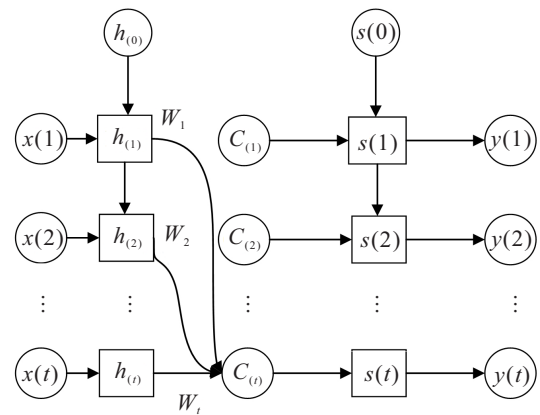 h₍₀₎ s(0)
W₁
x(1) h₍₁₎ C₍₁₎ s(1) y(1)
x(2) h₍₂₎ W₂ C₍₂₎ s(2) y(2)
⋮ ⋮ ⋮ ⋮ ⋮
x(t) h₍ₜ₎ C₍ₜ₎ s(t) y(t)
Wₜ